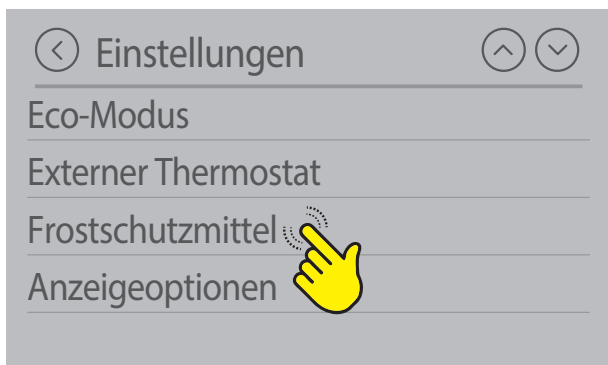 Einstellungen
Eco-Modus
Externer Thermostat
Frostschutzmittel
Anzeigeoptionen